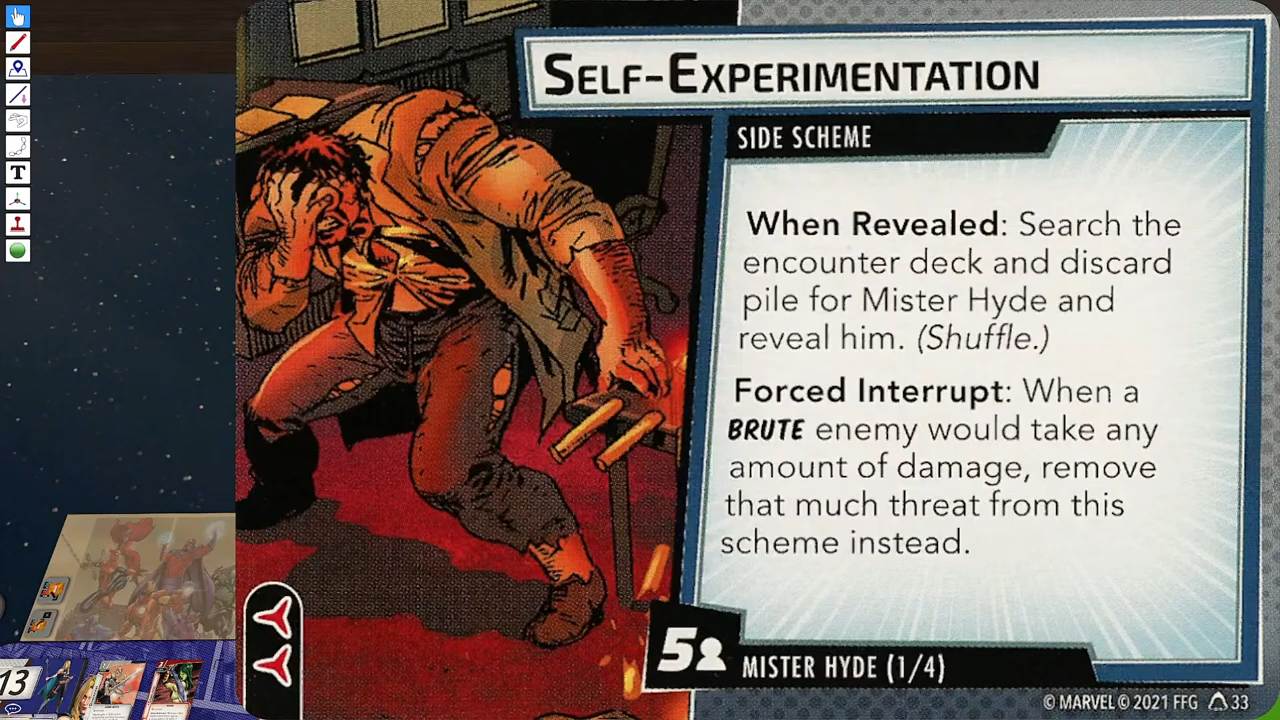 T
SELF-EXPERIMENTATION
SIDE SCHEME
When Revealed: Search the
encounter deck and discard
pile for Mister Hyde and
reveal him. (Shuffle.)
Forced Interrupt: When a
BRUTE enemy would take any
amount of damage, remove
that much threat from this
scheme instead.
5
MISTER HYDE (1/4)
© MARVEL © 2021 FFG 33
13